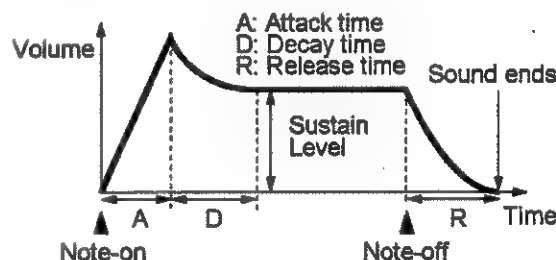 A: Attack time
Volume
D: Decay time
R: Release time
Sound ends
Sustain
Level
A
D
R
Time
Note-on
Note-off